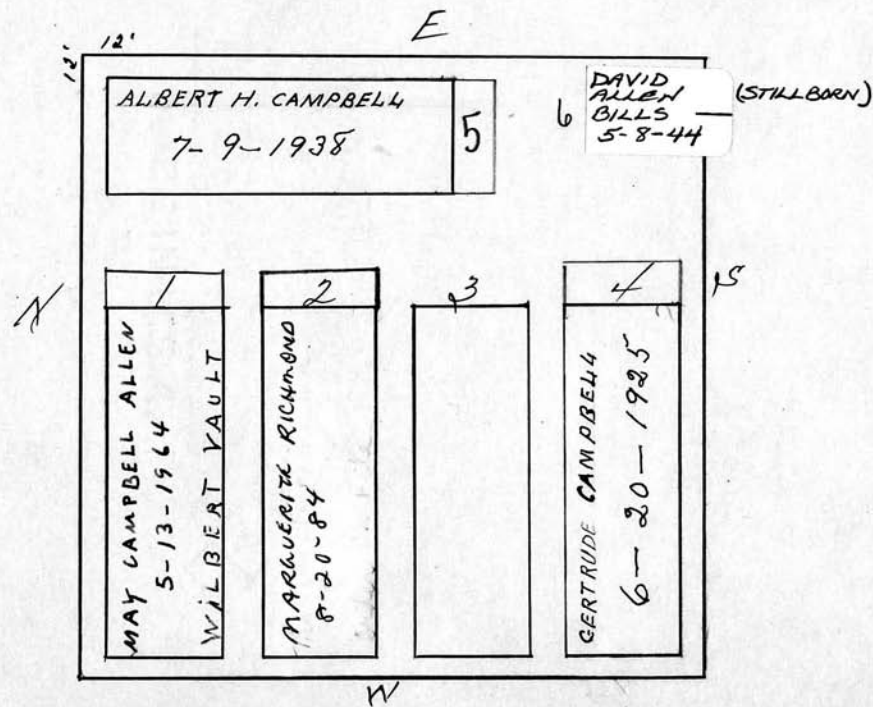 E
12'
12'
ALBERT H. CAMPBELL
7-9-1938
5
6
DAVID
ALLEN
BILLS
5-8-44
(STILLBORN)
N
S
1
2
3
4
MAY CAMPBELL ALLEN
5-13-1964
WILBERT VAULT
MARGUERITE RICHMOND
8-20-84
GERTRUDE CAMPBELL
6-20-1925
W